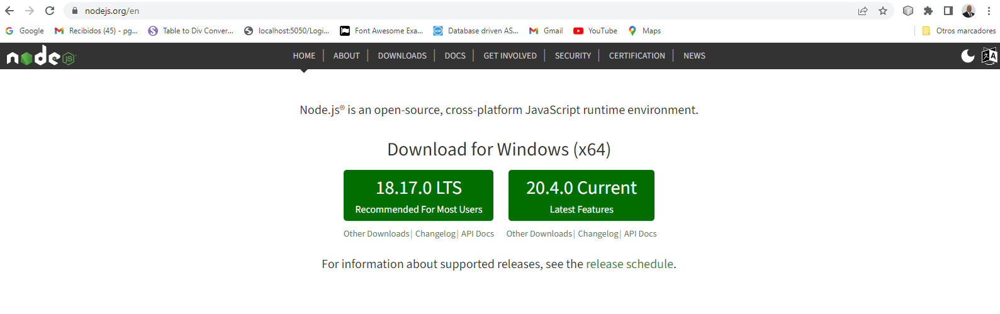 nodejs.org/en
Google Recibidos (45) - pg... Table to Div Conver... localhost:5050/Logi... Font Awesome Exa... Database driven AS... Gmail YouTube Maps Otros marcadores
node JS HOME | ABOUT | DOWNLOADS | DOCS | GET INVOLVED | SECURITY | CERTIFICATION | NEWS
Node.js® is an open-source, cross-platform JavaScript runtime environment.
Download for Windows (x64)
18.17.0 LTS
Recommended For Most Users
20.4.0 Current
Latest Features
Other Downloads | Changelog | API Docs
Other Downloads | Changelog | API Docs
For information about supported releases, see the release schedule.